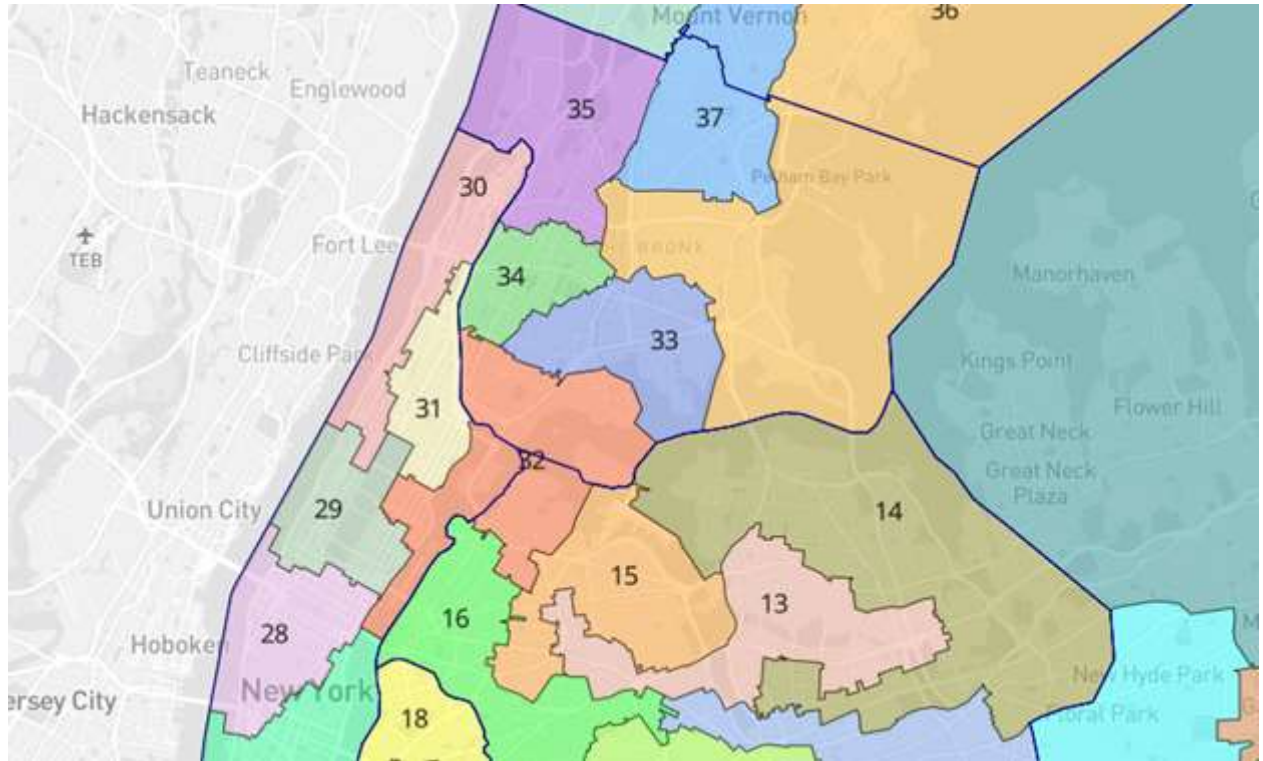 36
Mount Vernon
Teaneck
Englewood
Hackensack
35
37
Pelham Bay Park
30
Fort Lee
BRONX
TEB
34
Manorhaven
33
Cliffside Park
Kings Point
31
Flower Hill
Great Neck
32
Great Neck
Plaza
Union City
29
14
15
13
16
28
Hoboken
New Hyde Park
New York
ersey City
Floral Park
18